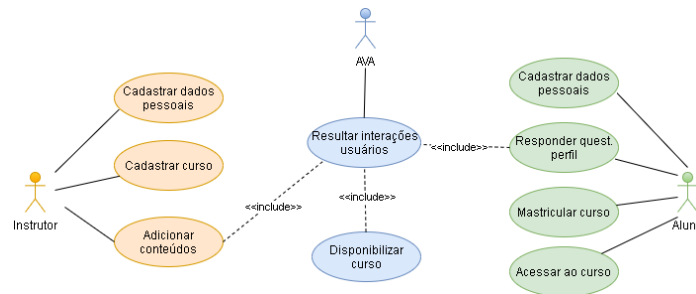 AVA
Cadastrar dados
pessoais
Cadastrar curso
Adicionar
conteúdos
Instrutor
Resultar interações
usuários
<<include>>
<<include>>
<<include>>
Disponibilizar
curso
Cadastrar dados
pessoais
Responder quest.
perfil
Mastricular curso
Acessar ao curso
Alun